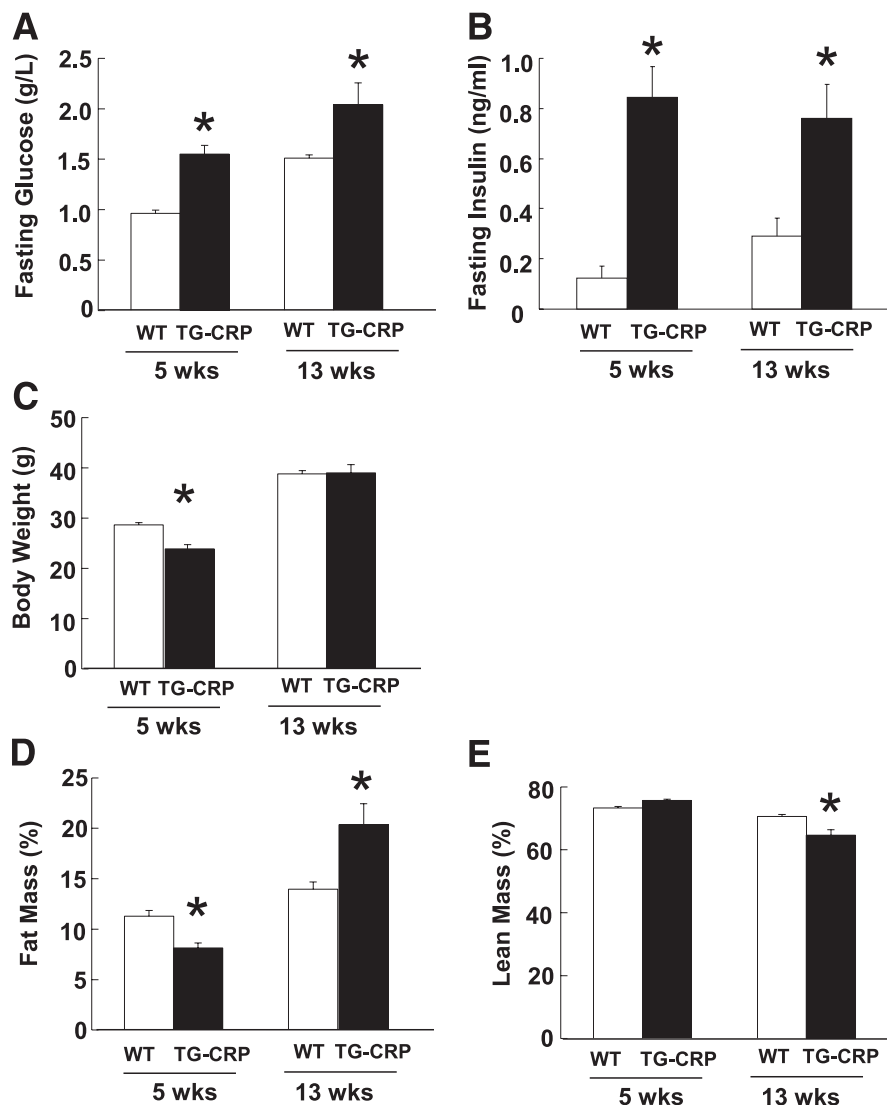 A
Fasting Glucose (g/L)
2.5
2.0
1.5
1.0
0.5
0
*
*
WT TG-CRP WT TG-CRP
5 wks 13 wks
B
Fasting Insulin (ng/ml)
1.0
0.8
0.6
0.4
0.2
0
*
*
WT TG-CRP WT TG-CRP
5 wks 13 wks
C
Body Weight (g)
50
40
30
20
10
0
*
WT TG-CRP WT TG-CRP
5 wks 13 wks
D
Fat Mass (%)
25
20
15
10
5
0
*
*
WT TG-CRP WT TG-CRP
5 wks 13 wks
E
Lean Mass (%)
80
60
40
20
0
*
WT TG-CRP WT TG-CRP
5 wks 13 wks